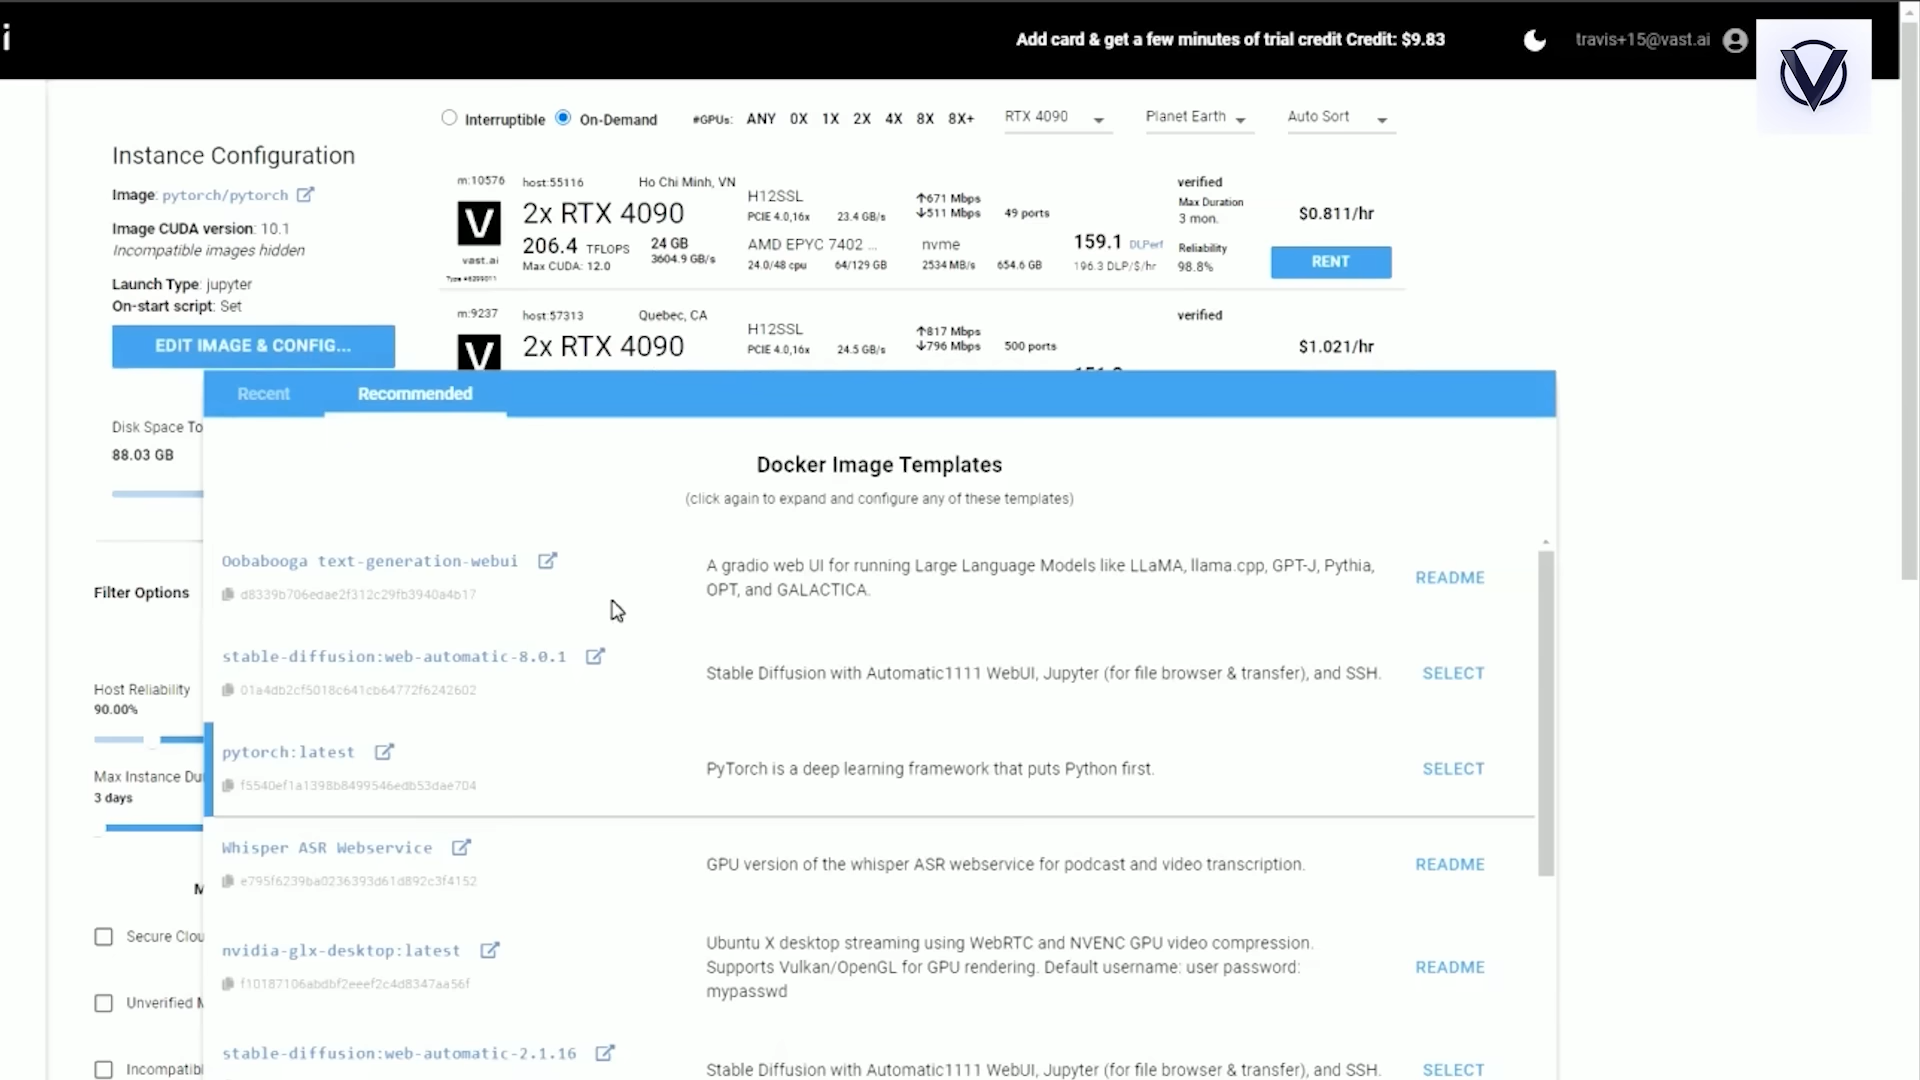 i
Add card & get a few minutes of trial credit Credit: $9.83
travis+15@vast.ai
V
Interruptible
On-Demand
#GPUs: ANY 0X 1X 2X 4X 8X 8X+
RTX 4090
Planet Earth
Auto Sort
Instance Configuration
Image: pytorch/pytorch
Image CUDA version: 10.1
Incompatible images hidden
Launch Type: jupyter
On-start script: Set
EDIT IMAGE & CONFIG...
m:10576
host:55116
Ho Chi Minh, VN
V
vast.ai
2x RTX 4090
206.4 TFLOPS
Max CUDA: 12.0
24 GB
3604.9 GB/s
H12SSL
PCIE 4.0,16x 23.4 GB/s
AMD EPYC 7402 ...
24.0/48 cpu 64/129 GB
↑671 Mbps
↓511 Mbps
49 ports
nvme
2534 MB/s 654.6 GB
159.1 DLPerf
196.3 DLP/$/hr
verified
Max Duration
3 mon.
Reliability
98.8%
$0.811/hr
RENT
m:9237
host:57313
Quebec, CA
V
2x RTX 4090
H12SSL
PCIE 4.0,16x 24.5 GB/s
↑817 Mbps
↓796 Mbps
500 ports
verified
$1.021/hr
Recent
Recommended
Disk Space To
88.03 GB
Filter Options
Host Reliability
90.00%
Max Instance Du
3 days
Secure Clou
Unverified
Incompatibl
Docker Image Templates
(click again to expand and configure any of these templates)
Oobabooga text-generation-webui
d8339b706edae2f312c29fb3940a4b17
A gradio web UI for running Large Language Models like LLaMA, llama.cpp, GPT-J, Pythia,
OPT, and GALACTICA.
README
stable-diffusion:web-automatic-8.0.1
01a4db2cf5018c641cb64772f6242602
Stable Diffusion with Automatic1111 WebUI, Jupyter (for file browser & transfer), and SSH.
SELECT
pytorch:latest
f5540ef1a1398b8499546edb53dae704
PyTorch is a deep learning framework that puts Python first.
SELECT
Whisper ASR Webservice
e795f6239ba0236393d61d892c3f4152
GPU version of the whisper ASR webservice for podcast and video transcription.
README
nvidia-glx-desktop:latest
f10187106abdbf2eeef2c4d8347aa56f
Ubuntu X desktop streaming using WebRTC and NVENC GPU video compression.
Supports Vulkan/OpenGL for GPU rendering. Default username: user password:
mypasswd
README
stable-diffusion:web-automatic-2.1.16
Stable Diffusion with Automatic1111 WebUI, Jupyter (for file browser & transfer), and SSH.
SELECT